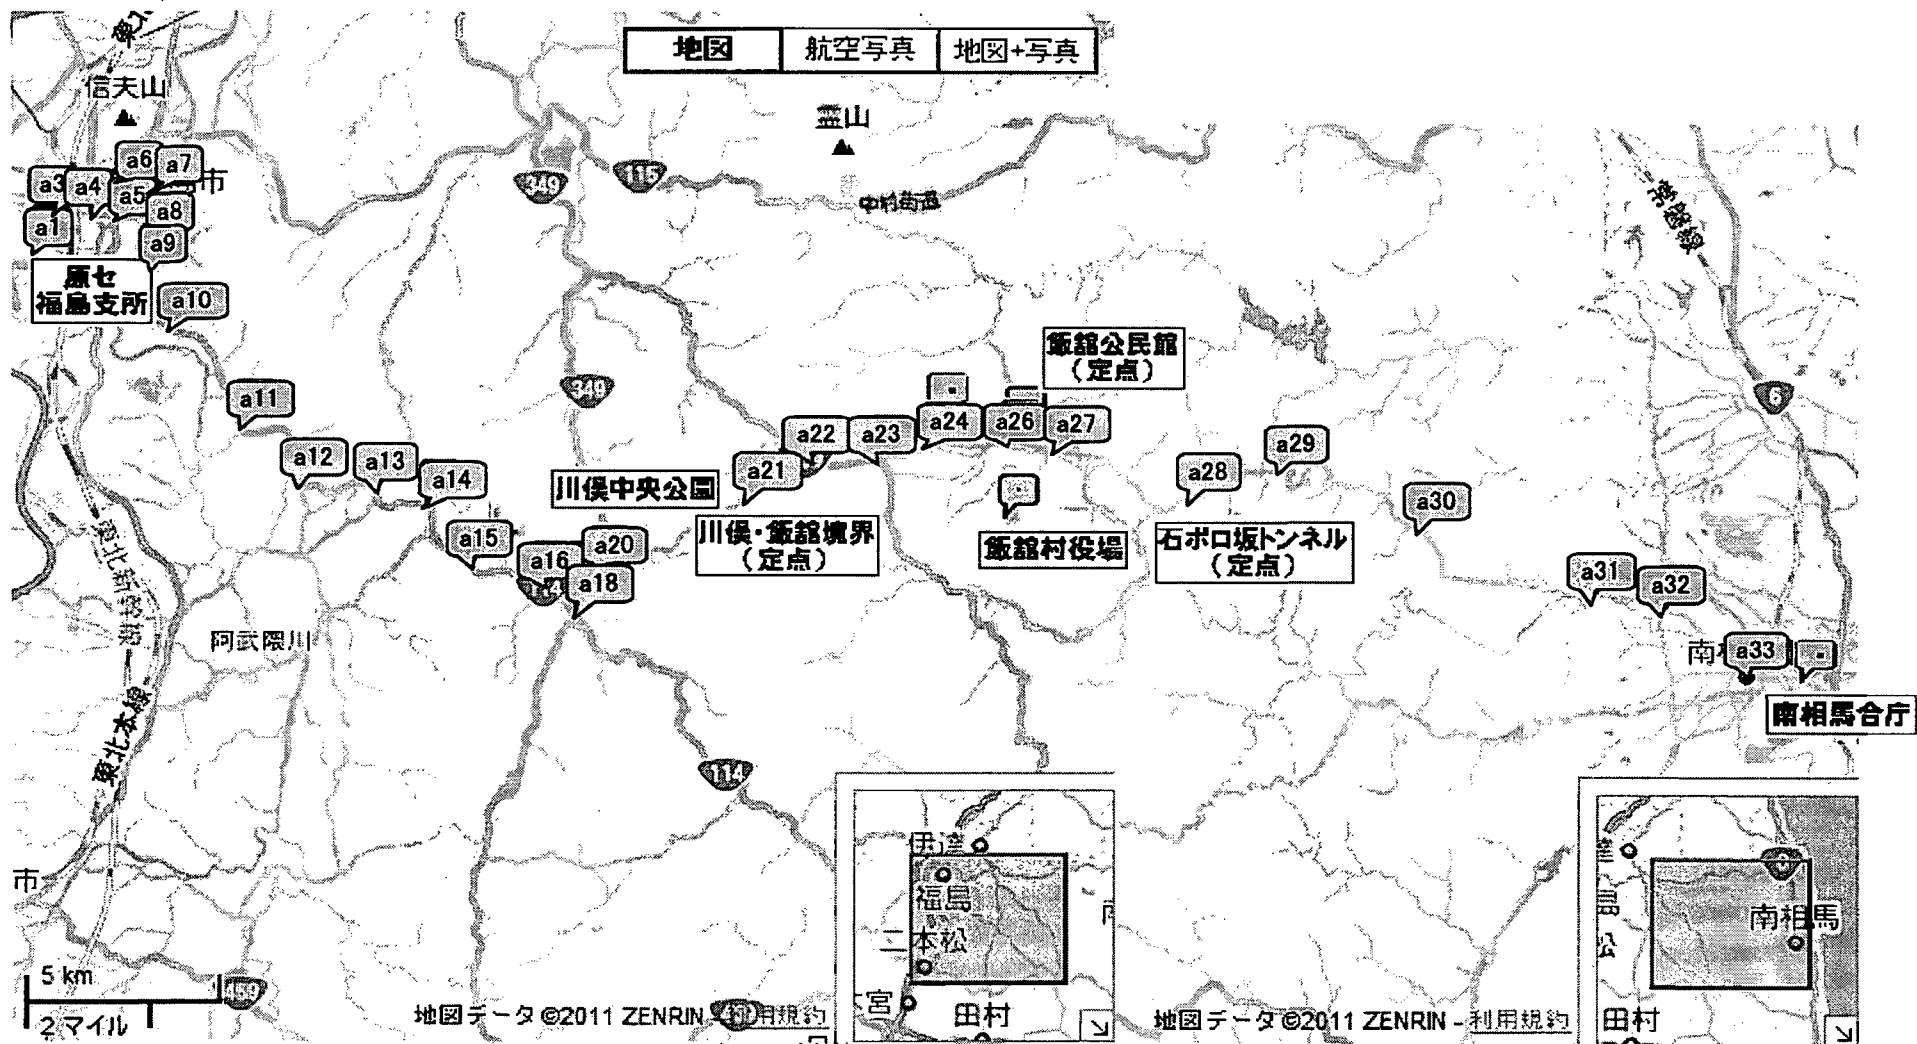 地図
航空写真
地図+写真
信夫山
霊山
a6
a7
a3
a4
a5
市
a8
a1
a9
349
115
中村街道
常磐線
原セ
福島支所
a10
飯舘公民館
(定点)
349
6
a11
a22
a23
a24
a26
a27
a12
a13
a14
a21
a28
a29
a30
川俣中央公園
川俣・飯舘境界
(定点)
飯舘村役場
石ボロ坂トンネル
(定点)
a15
a16
a20
a18
a31
a32
東北新幹線
阿武隈川
南
a33
南相馬合庁
東北本線
114
伊達
福島
二本松
田村
南相馬
田村
市
5 km
2 マイル
459
地図データ ©2011 ZENRIN -
利用規約
地図データ ©2011 ZENRIN - 利用規約